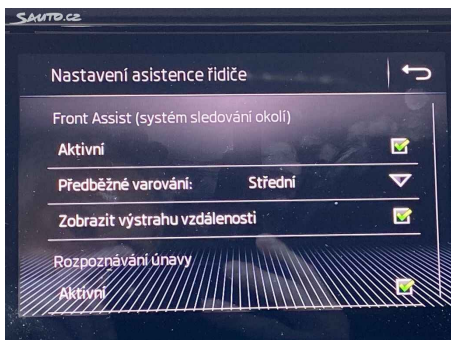 SAUTO.CZ
Nastavení asistence řidiče
Front Assist (systém sledování okolí)
Aktivní
Předběžné varování: Střední
Zobrazit výstrahu vzdálenosti
Rozpoznávání únavy
Aktivní